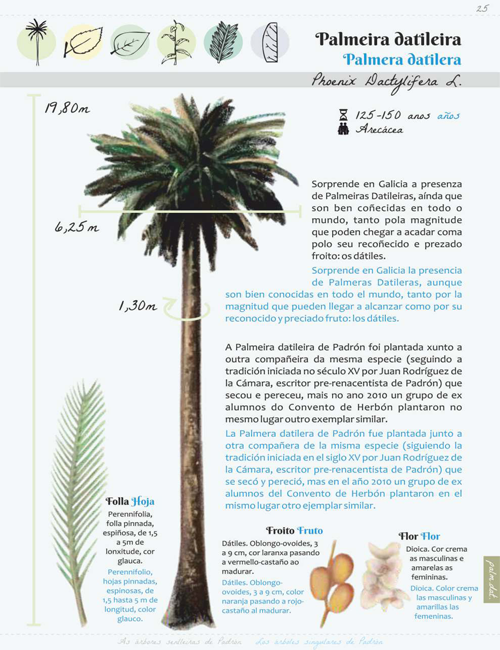 25
Palmeira datileira
Palmera datilera
Phoenix Dactylifera L.
125-150 anos años
Arecácea
19,80m
6,25m
1,30m
Sorprende en Galicia a presenza
de Palmeiras Datileiras, aínda que
son ben coñecidas en todo o
mundo, tanto pola magnitude
que poden chegar a acadar coma
polo seu recoñecido e prezado
froito: os dátiles.
Sorprende en Galicia la presencia
de Palmeras Datileras, aunque
son bien conocidas en todo el mundo, tanto por la
magnitud que pueden llegar a alcanzar como por su
reconocido y preciado fruto: los dátiles.
A Palmeira datileira de Padrón foi plantada xunto a
outra compañeira da mesma especie (seguindo a
tradición iniciada no século XV por Juan Rodríguez de
la Cámara, escritor pre-renacentista de Padrón) que
secou e pereceu, mais no ano 2010 un grupo de ex
alumnos do Convento de Herbón plantaron no
mesmo lugar outro exemplar similar.
La Palmera datilera de Padrón fue plantada junto a
otra compañera de la misma especie (siguiendo la
tradición iniciada en el siglo XV por Juan Rodríguez de
la Cámara, escritor pre-renacentista de Padrón) que
se secó y pereció, mas en el año 2010 un grupo de ex
alumnos del Convento de Herbón plantaron en el
mismo lugar otro ejemplar similar.
Folla Hoja
Perennifolia,
folla pinnada,
espiñosa, de 1,5
a 5m de
lonxitude, cor
glauca.
Perennifolia,
hojas pinnadas,
espinosas, de
1,5 hasta 5 m de
longitud, color
glauco.
Froito Fruto
Dátiles. Oblongo-ovoides, 3
a 9 cm, cor laranxa pasando
a vermello-castaño ao
madurar.
Dátiles. Oblongo-
ovoides, 3 a 9 cm, color
naranja pasando a rojo-
castaño al madurar.
Flor Flor
Dioica. Cor crema
as masculinas e
amarelas as
femininas.
Dioica. Color crema
las masculinas y
amarillas las
femeninas.
palm.dat.
As árbores senlleiras de Padrón Los árboles singulares de Padrón